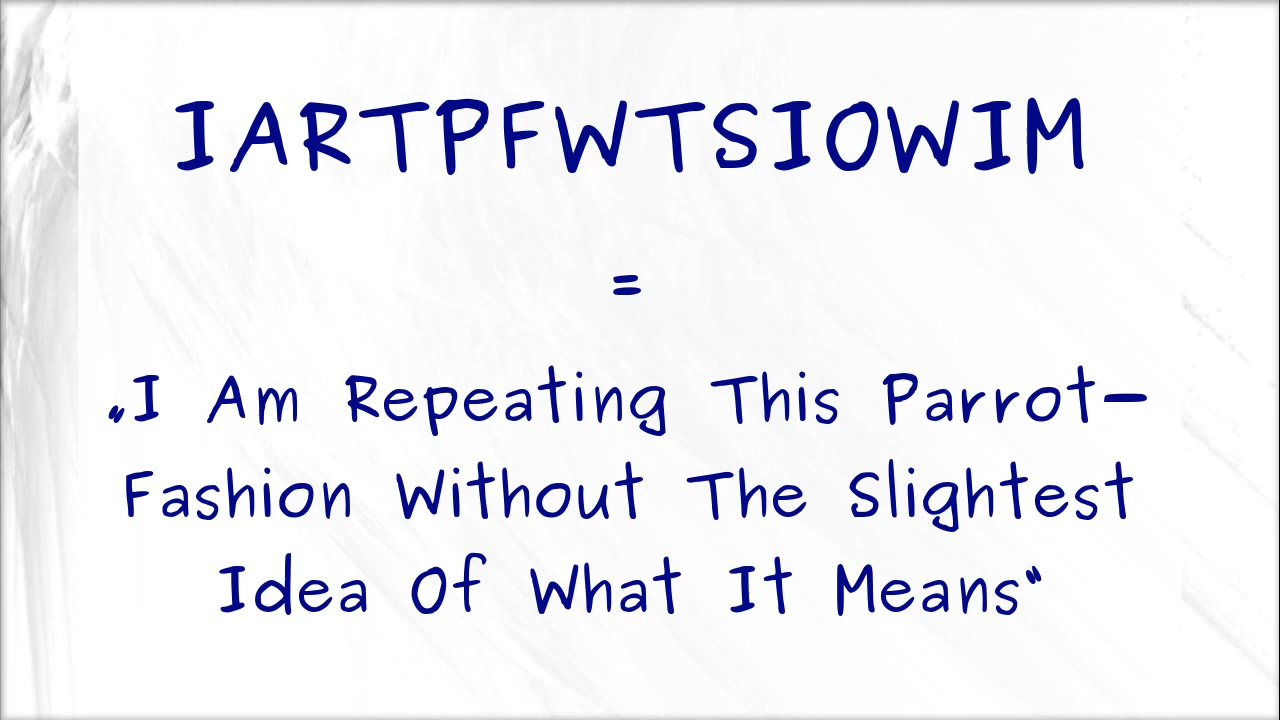 IARTPFWTSIOWIM
=
„I Am Repeating This Parrot–
Fashion Without The Slightest
Idea Of What It Means“